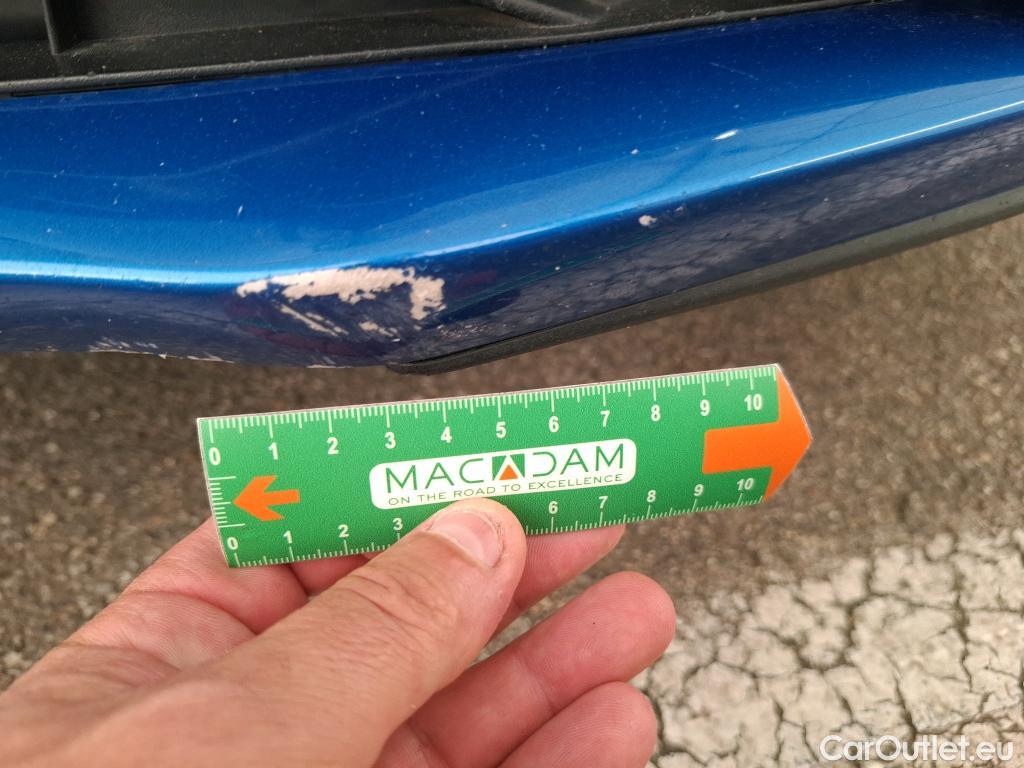 0 1 2 3 4 5 6 7 8 9 10
MACADAM
ON THE ROAD TO EXCELLENCE
0 1 2 3 6 7 8 9 10
CarOutlet.eu